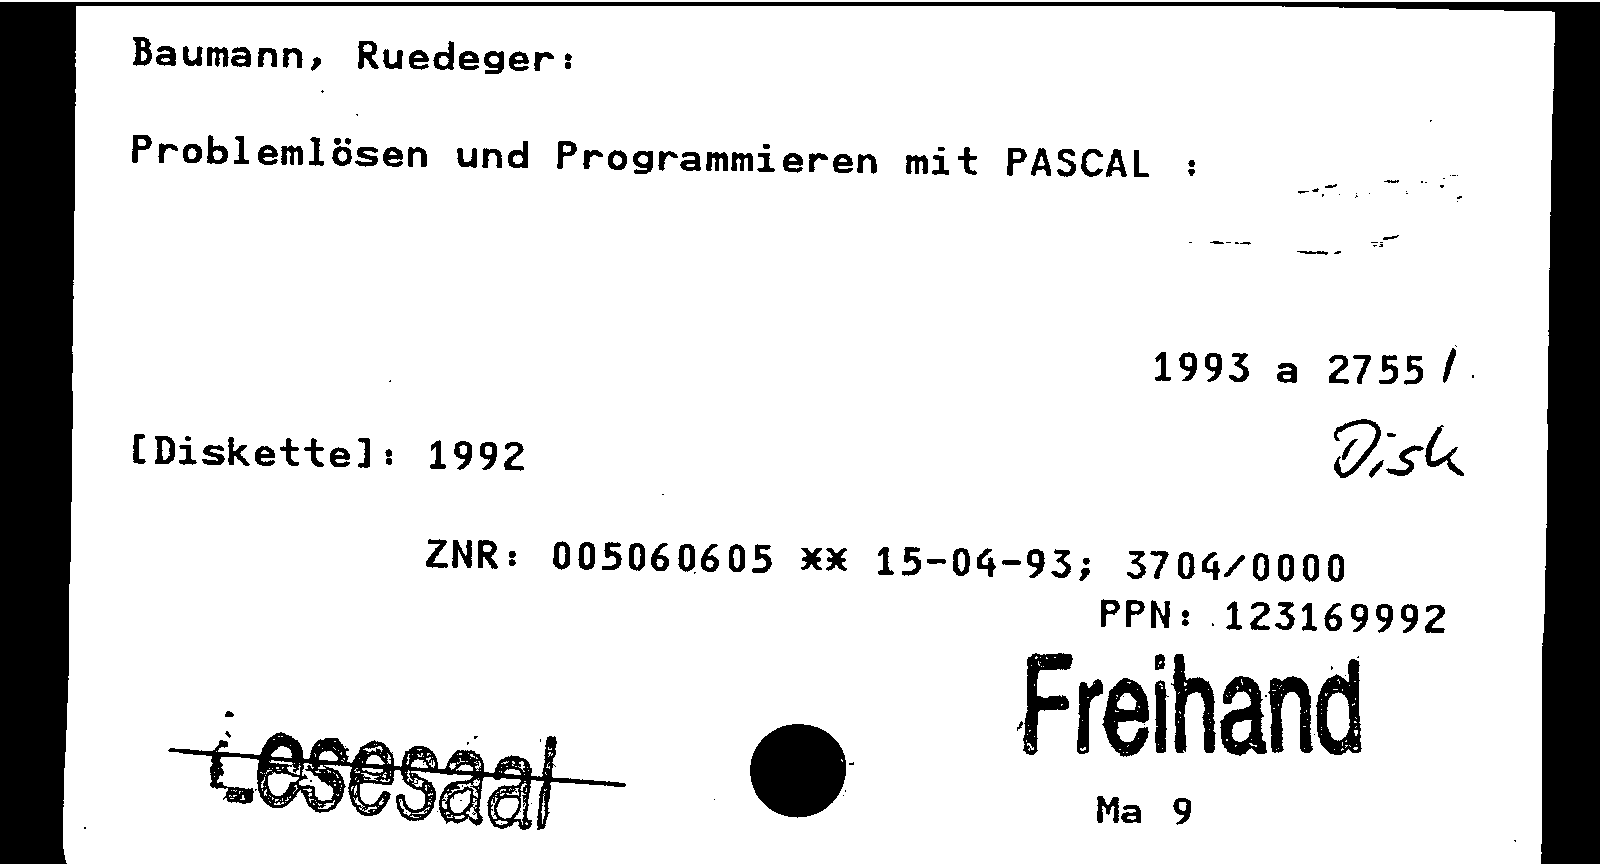 Baumann, Ruedeger:
Problemlösen und Programmieren mit PASCAL :
1993 a 2755 /
[Diskette]: 1992
Disk
ZNR: 005060605 ** 15-04-93; 3704/0000
PPN: 123169992
Freihand
Lesesaal
Ma 9